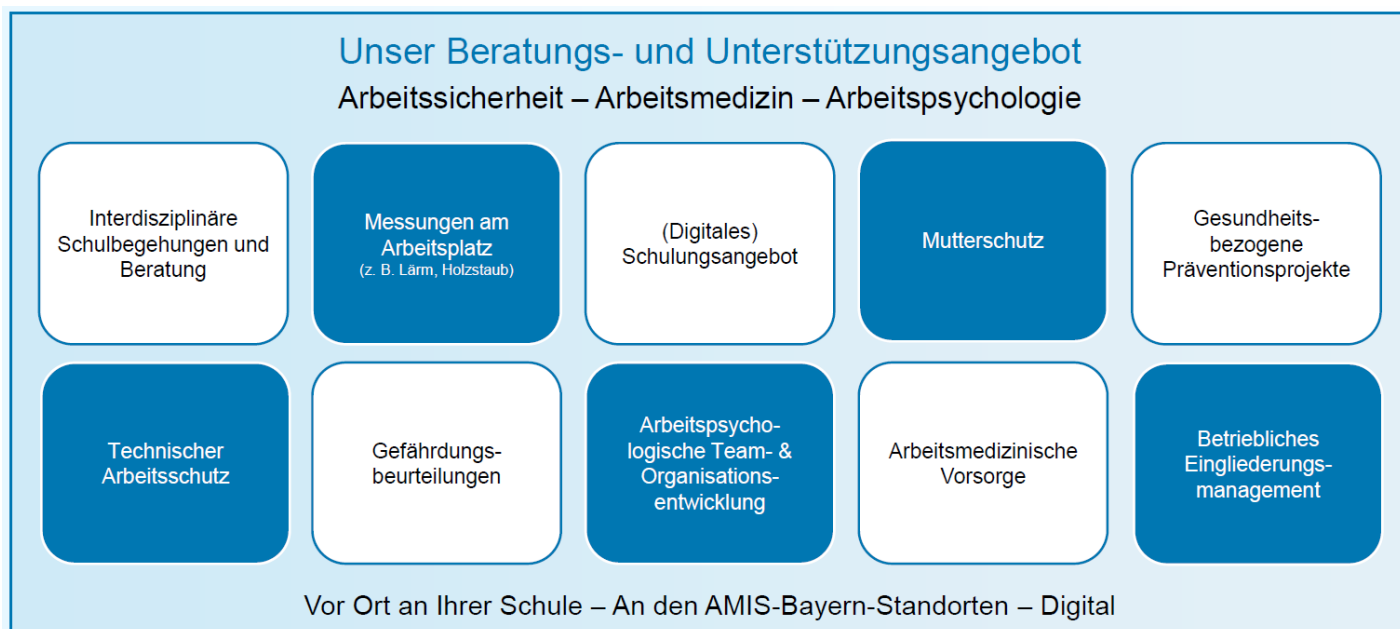 Unser Beratungs- und Unterstützungsangebot
Arbeitssicherheit – Arbeitsmedizin – Arbeitspsychologie
Interdisziplinäre
Schulbegehungen und
Beratung
Messungen am
Arbeitsplatz
(z. B. Lärm, Holzstaub)
(Digitales)
Schulungsangebot
Mutterschutz
Gesundheits-
bezogene
Präventionsprojekte
Technischer
Arbeitsschutz
Gefährdungs-
beurteilungen
Arbeitspsycho-
logische Team- &
Organisations-
entwicklung
Arbeitsmedizinische
Vorsorge
Betriebliches
Eingliederungs-
management
Vor Ort an Ihrer Schule – An den AMIS-Bayern-Standorten – Digital